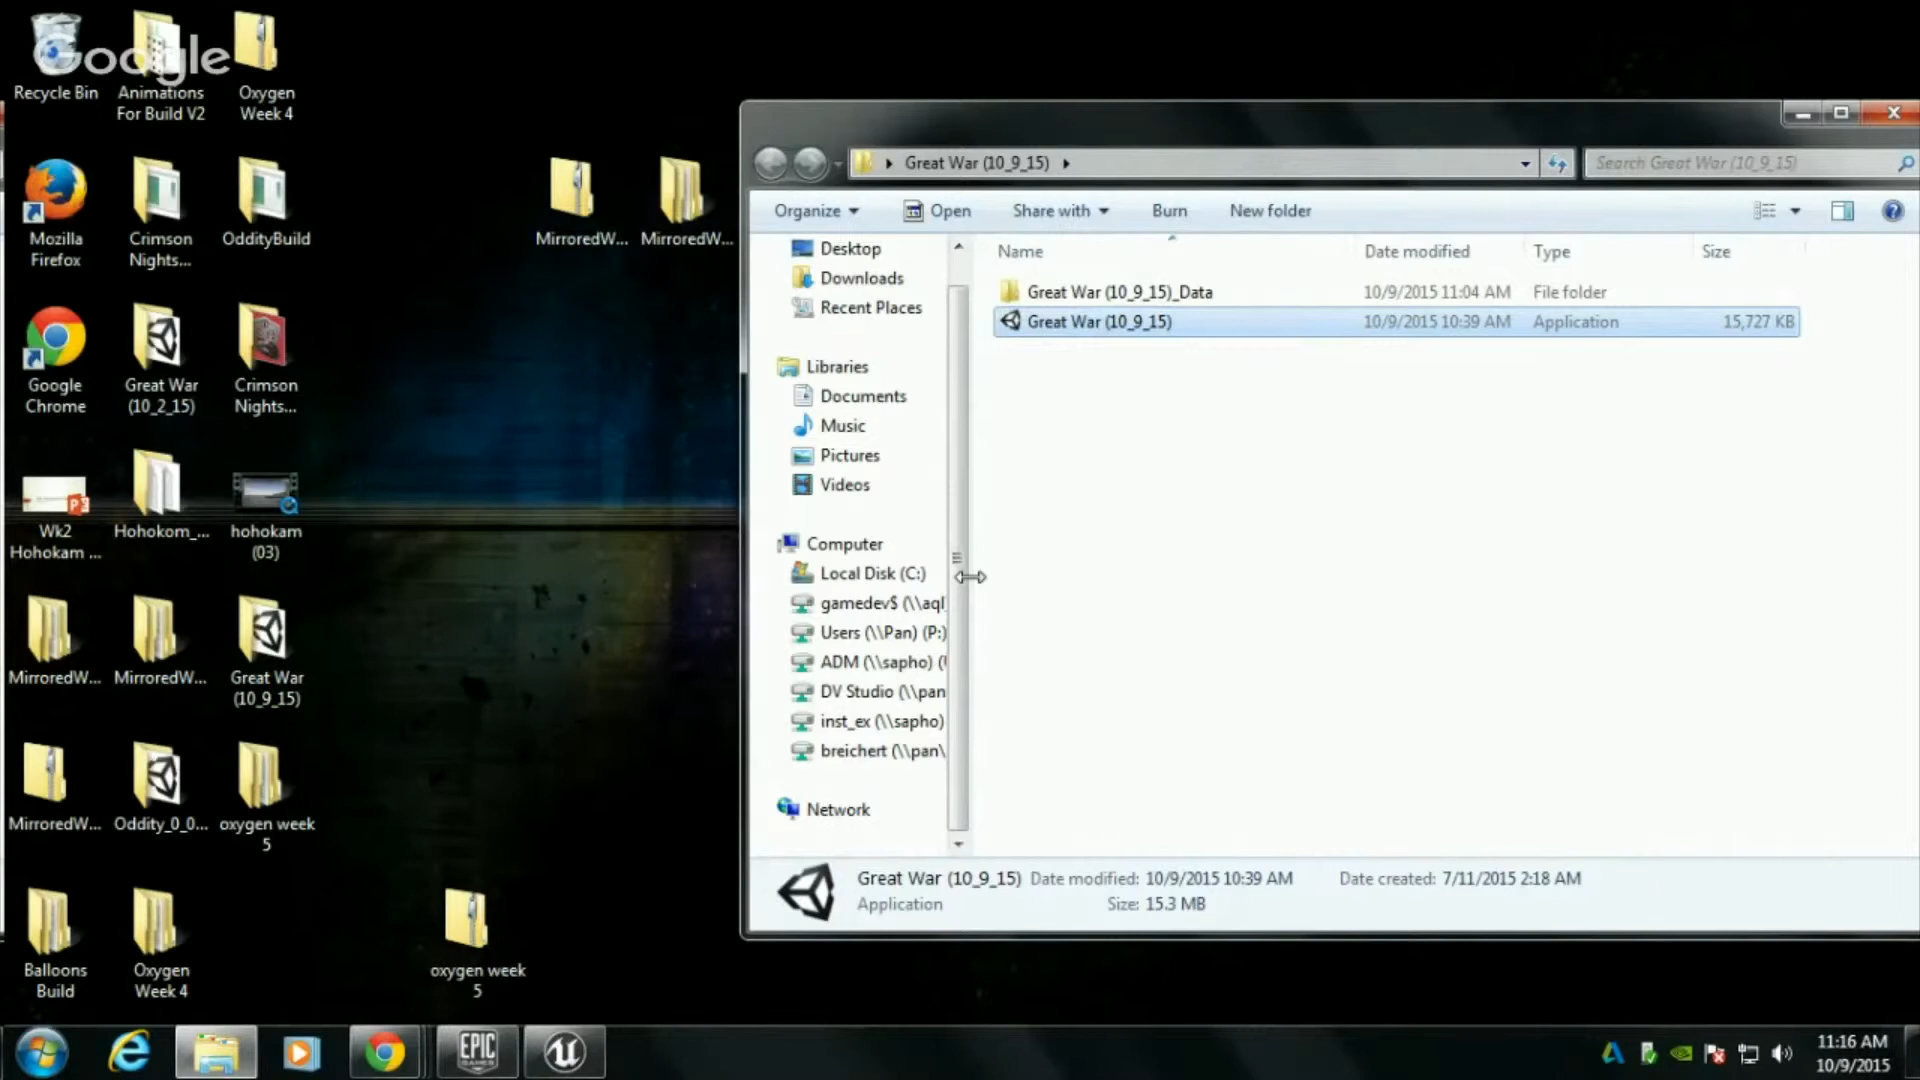 Google
Recycle Bin
Animations
For Build V2
Oxygen
Week 4
Mozilla
Firefox
Crimson
Nights...
OddityBuild
MirroredW...
MirroredW...
Google
Chrome
Great War
(10_2_15)
Crimson
Nights...
Wk2
Hohokam ...
Hohokom_...
hohokam
(03)
MirroredW...
MirroredW...
Great War
(10_9_15)
MirroredW...
Oddity_0_0...
oxygen week
5
Balloons
Build
Oxygen
Week 4
oxygen week
5
Great War (10_9_15)
Search Great War (10_9_15)
Organize
Open
Share with
Burn
New folder
Desktop
Downloads
Recent Places
Libraries
Documents
Music
Pictures
Videos
Computer
Local Disk (C:)
gamedev$ (\\aql
Users (\\Pan) (P:)
ADM (\\sapho) (
DV Studio (\\pan
inst_ex (\\sapho)
breichert (\\pan\
Network
Name Date modified Type Size
Great War (10_9_15)_Data 10/9/2015 11:04 AM File folder
Great War (10_9_15) 10/9/2015 10:39 AM Application 15,727 KB
Great War (10_9_15) Date modified: 10/9/2015 10:39 AM Date created: 7/11/2015 2:18 AM
Application Size: 15.3 MB
EPIC
GAMES
11:16 AM
10/9/2015